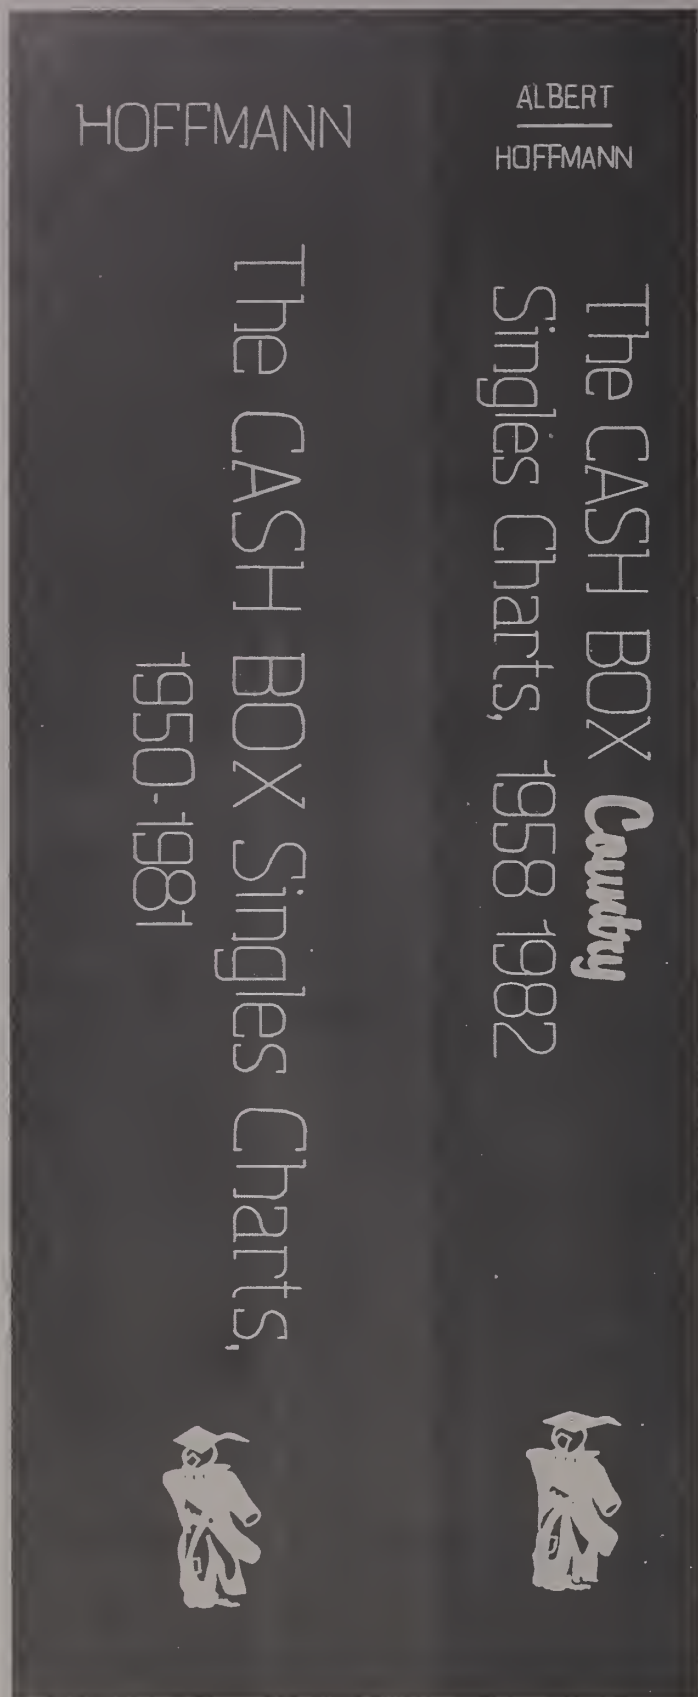 HOFFMANN
The CASH BOX Singles Charts,
1950-1981
ALBERT
HOFFMANN
The CASH BOX Country
Singles Charts, 1958 1982